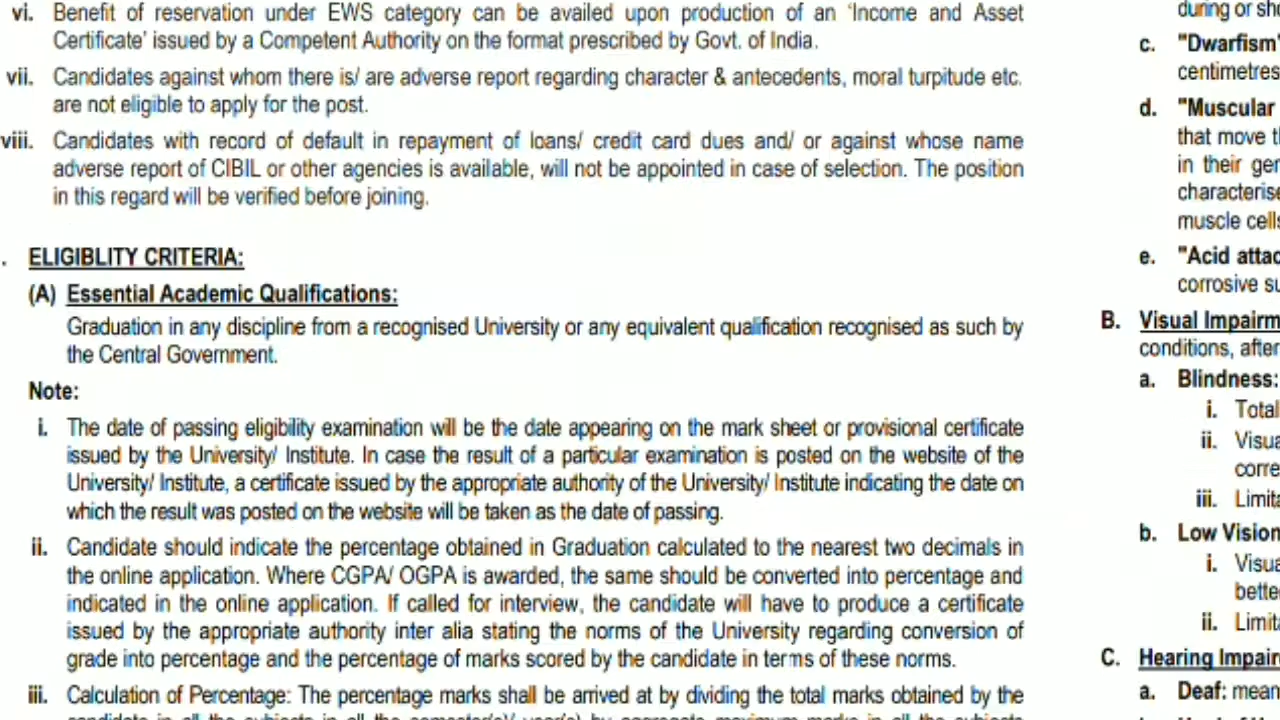 vi. Benefit of reservation under EWS category can be availed upon production of an 'Income and Asset
Certificate' issued by a Competent Authority on the format prescribed by Govt. of India.
vii. Candidates against whom there is/ are adverse report regarding character & antecedents, moral turpitude etc.
are not eligible to apply for the post.
viii. Candidates with record of default in repayment of loans/ credit card dues and/ or against whose name
adverse report of CIBIL or other agencies is available, will not be appointed in case of selection. The position
in this regard will be verified before joining.
. ELIGIBLITY CRITERIA:
(A) Essential Academic Qualifications:
Graduation in any discipline from a recognised University or any equivalent qualification recognised as such by
the Central Government.
Note:
i. The date of passing eligibility examination will be the date appearing on the mark sheet or provisional certificate
issued by the University/ Institute. In case the result of a particular examination is posted on the website of the
University/ Institute, a certificate issued by the appropriate authority of the University/ Institute indicating the date on
which the result was posted on the website will be taken as the date of passing.
ii. Candidate should indicate the percentage obtained in Graduation calculated to the nearest two decimals in
the online application. Where CGPA/ OGPA is awarded, the same should be converted into percentage and
indicated in the online application. If called for interview, the candidate will have to produce a certificate
issued by the appropriate authority inter alia stating the norms of the University regarding conversion of
grade into percentage and the percentage of marks scored by the candidate in terms of these norms.
iii. Calculation of Percentage: The percentage marks shall be arrived at by dividing the total marks obtained by the
during or
c. "Dwarfism"
centimetres
d. "Muscular
that move
in their
muscle
e. "Acid
corrosive
B. Visual
conditions, after
a. Blindness:
i. Total
ii.
iii.
b. Low Vision
i.
ii.
C. Hearing
a. Deaf: